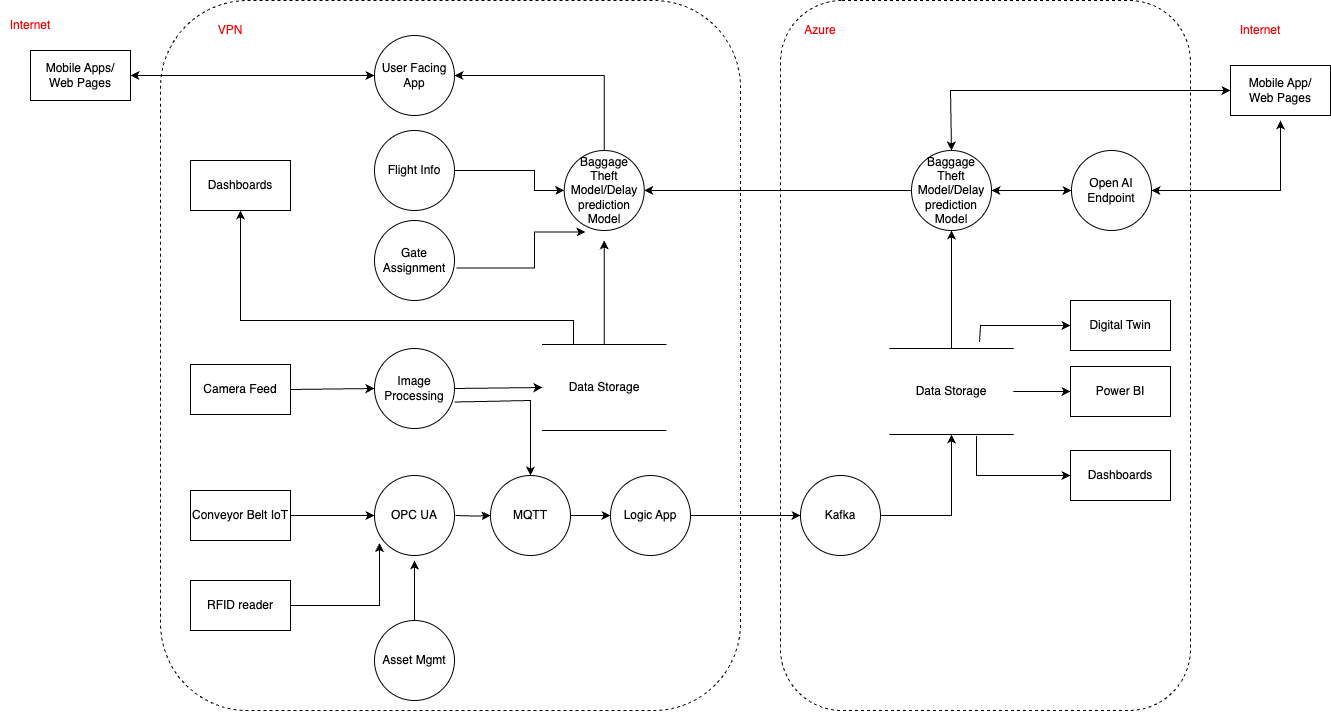 Internet
VPN
Azure
Internet
Mobile Apps/
Web Pages
User Facing
App
Mobile App/
Web Pages
Dashboards
Flight Info
Baggage
Theft
Model/Delay
prediction
Model
Baggage
Theft
Model/Delay
prediction
Model
Open AI
Endpoint
Gate
Assignment
Digital Twin
Camera Feed
Image
Processing
Data Storage
Data Storage
Power BI
Dashboards
Conveyor Belt IoT
OPC UA
MQTT
Logic App
Kafka
RFID reader
Asset Mgmt